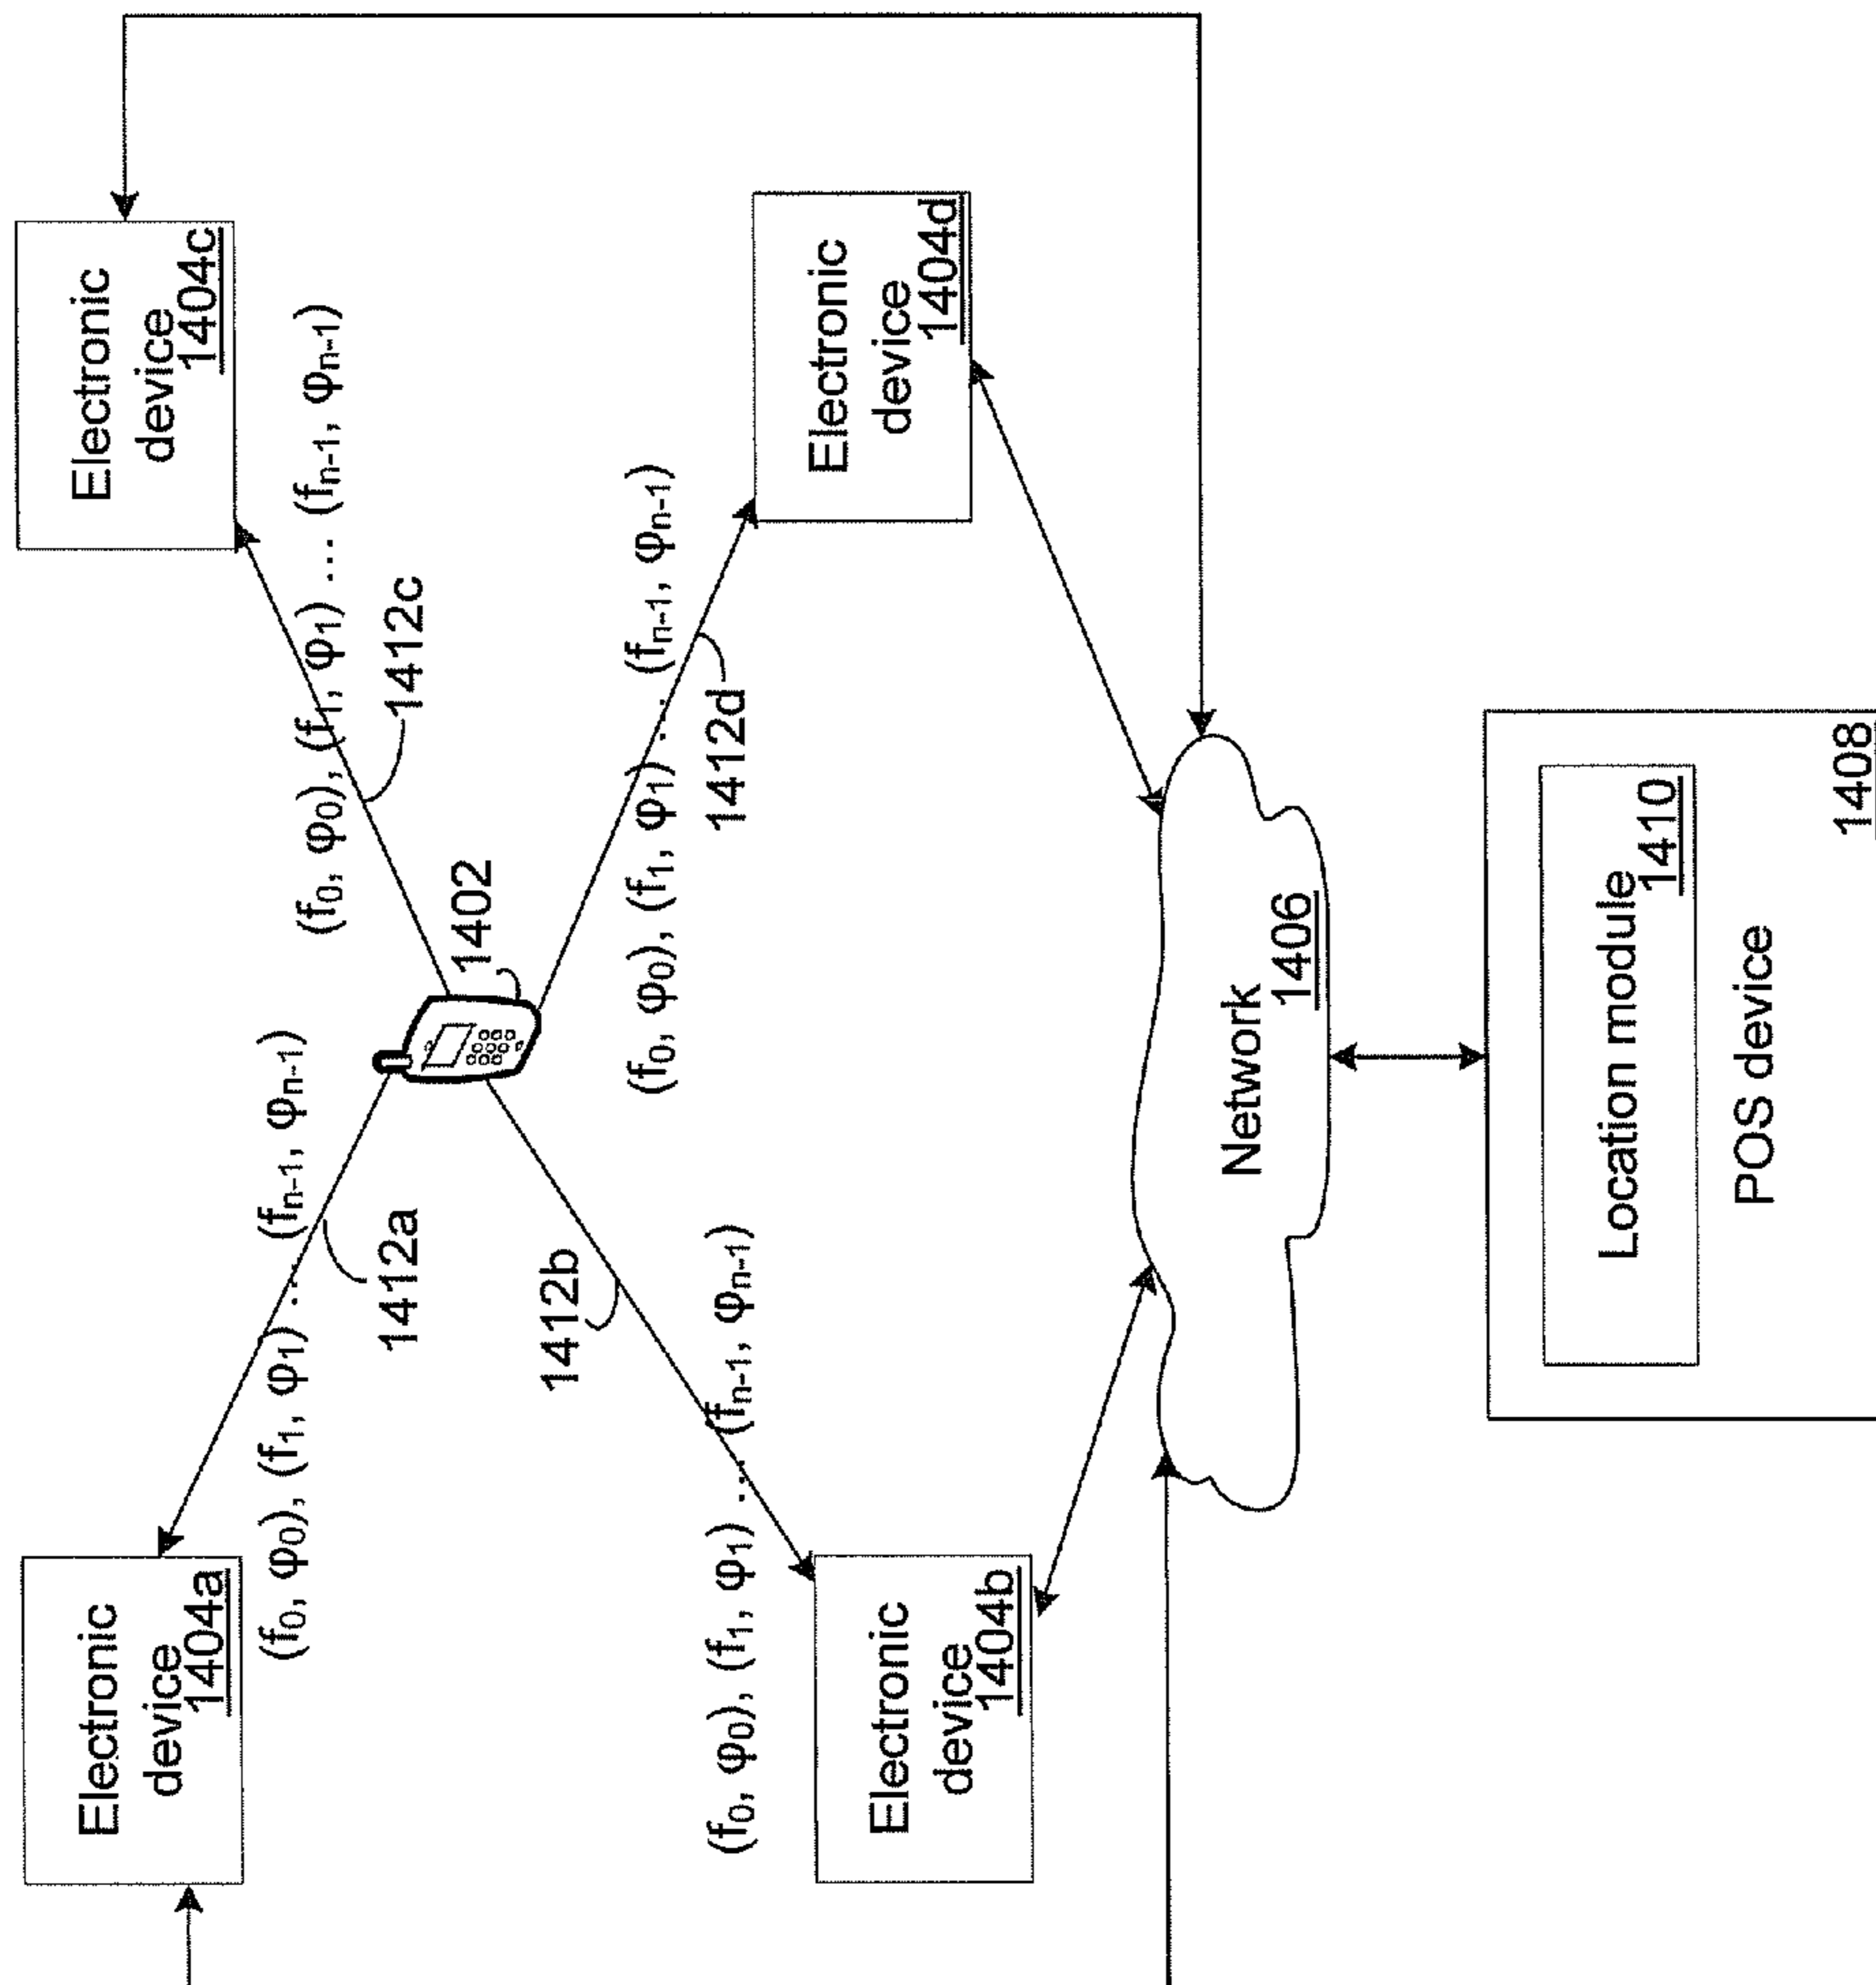 Electronic
device
1404a
(f₀, φ₀), (f₁, φ₁) ... (fₙ₋₁, φₙ₋₁)
1412a
Electronic
device
1404c
(f₀, φ₀), (f₁, φ₁) ... (fₙ₋₁, φₙ₋₁)
1412c
1402
Electronic
device
1404b
(f₀, φ₀), (f₁, φ₁) ... (fₙ₋₁, φₙ₋₁)
1412b
Electronic
device
1404d
(f₀, φ₀), (f₁, φ₁) ... (fₙ₋₁, φₙ₋₁)
1412d
Network
1406
Location module
1410
POS device
1408